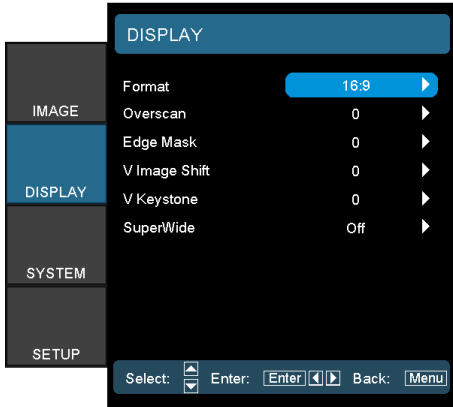 DISPLAY
IMAGE
DISPLAY
SYSTEM
SETUP
Format 16:9
Overscan 0
Edge Mask 0
V Image Shift 0
V Keystone 0
SuperWide Off
Select: Enter: Enter Back: Menu